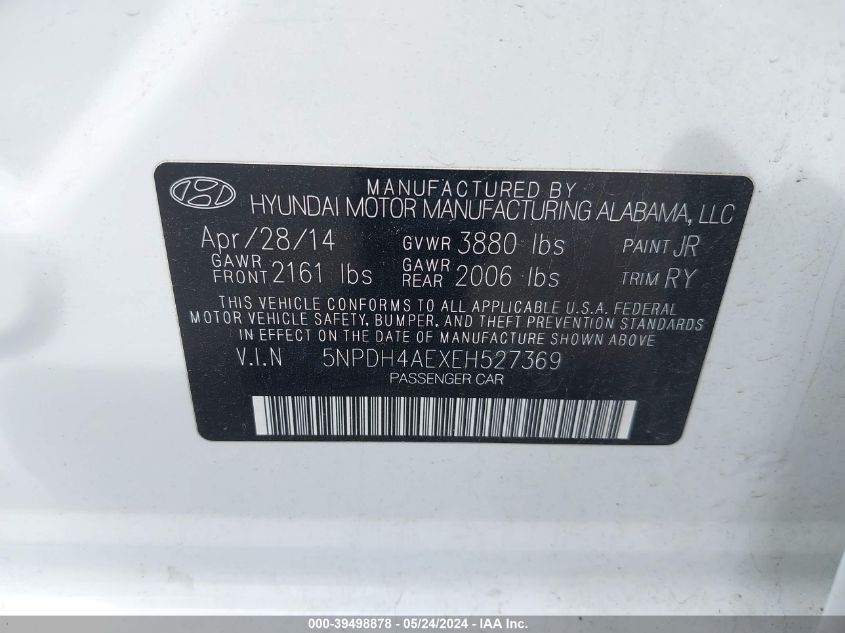 MANUFACTURED BY
HYUNDAI MOTOR MANUFACTURING ALABAMA, LLC
Apr/28/14 GVWR 3880 lbs PAINT JR
GAWR FRONT 2161 lbs GAWR REAR 2006 lbs TRIM RY
THIS VEHICLE CONFORMS TO ALL APPLICABLE U.S.A. FEDERAL
MOTOR VEHICLE SAFETY, BUMPER, AND THEFT PREVENTION STANDARDS
IN EFFECT ON THE DATE OF MANUFACTURE SHOWN ABOVE
V.I.N 5NPDH4AEXEH527369
PASSENGER CAR
000-39498878 - 05/24/2024 - IAA Inc.